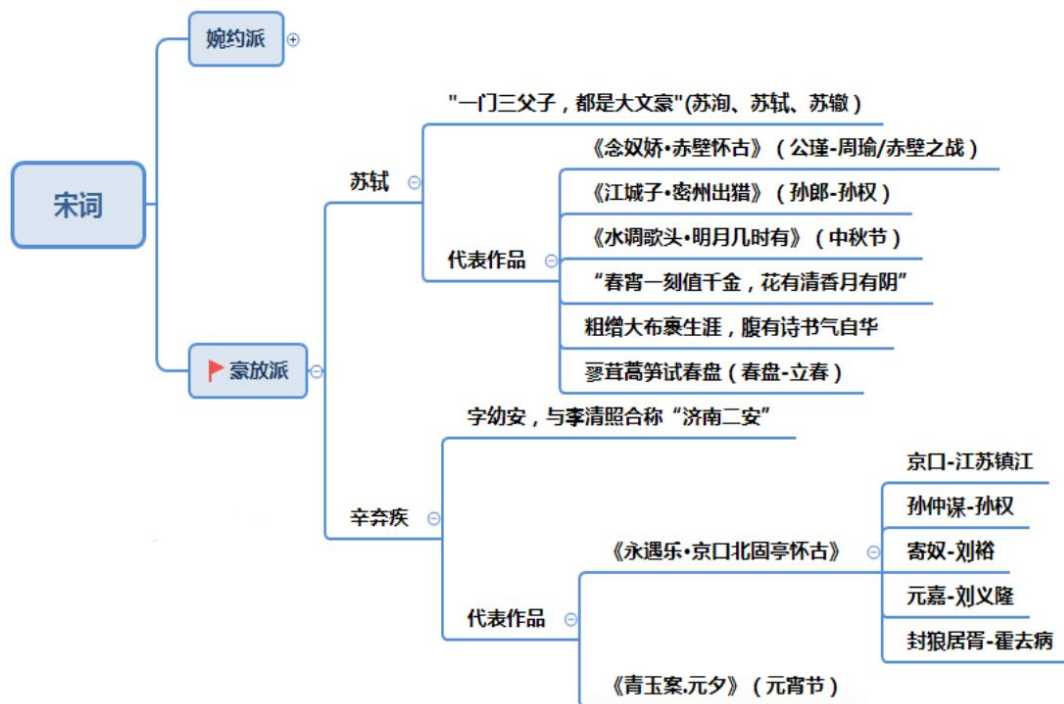 婉约派
宋词
豪放派
苏轼
"一门三父子，都是大文豪"(苏洵、苏轼、苏辙）
代表作品
《念奴娇·赤壁怀古》（公瑾-周瑜/赤壁之战）
《江城子·密州出猎》（孙郎-孙权）
《水调歌头·明月几时有》（中秋节）
“春宵一刻值千金，花有清香月有阴”
粗缯大布裹生涯，腹有诗书气自华
蓼茸蒿笋试春盘（春盘-立春）
辛弃疾
字幼安，与李清照合称“济南二安”
代表作品
《永遇乐·京口北固亭怀古》
京口-江苏镇江
孙仲谋-孙权
寄奴-刘裕
元嘉-刘义隆
封狼居胥-霍去病
《青玉案.元夕》（元宵节）